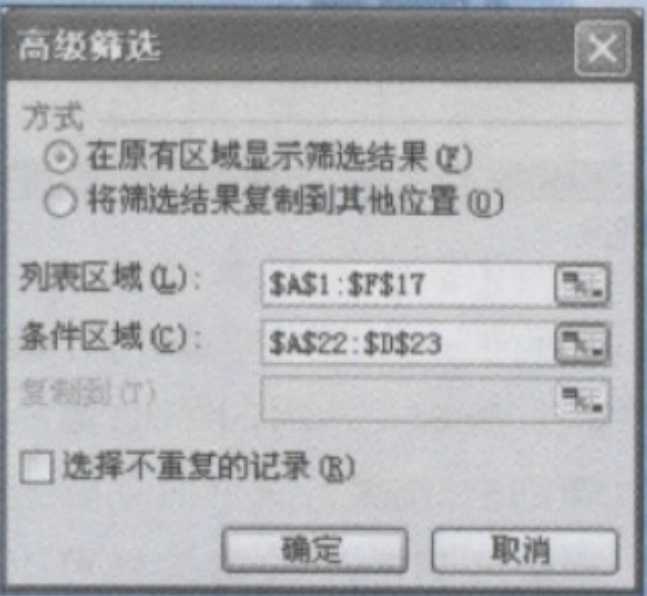 高级筛选
方式
在原有区域显示筛选结果(F)
将筛选结果复制到其他位置(O)
列表区域(L):
$A$1:$F$17
条件区域(C):
$A$22:$D$23
复制到(T)
选择不重复的记录(R)
确定
取消